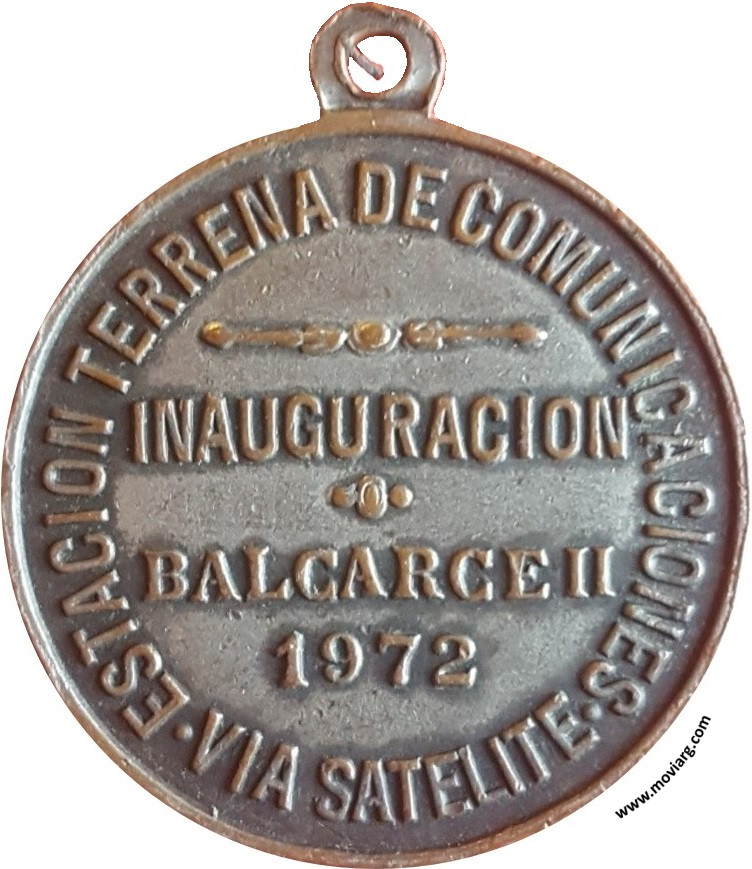 ESTACION TERRENA DE COMUNICACIONES
INAUGURACION
BALCARCE II
1972
·VIA SATELITE·
www.moviarg.com